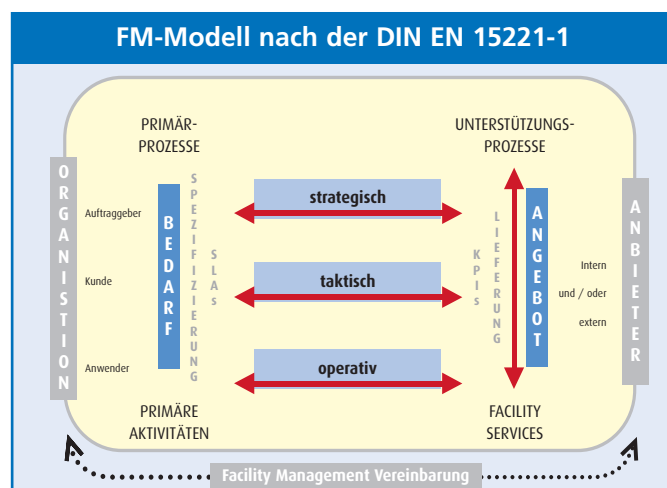 FM-Modell nach der DIN EN 15221-1
PRIMÄR-
PROZESSE
UNTERSTÜTZUNGS-
PROZESSE
ORGANISTION
Auftraggeber
Kunde
Anwender
BEDARF
SPEZIFIZIERUNG
SLAs
strategisch
taktisch
operativ
KPIs
LIEFERUNG
ANGEBOT
Intern
und / oder
extern
ANBIETER
PRIMÄRE
AKTIVITÄTEN
FACILITY
SERVICES
Facility Management Vereinbarung